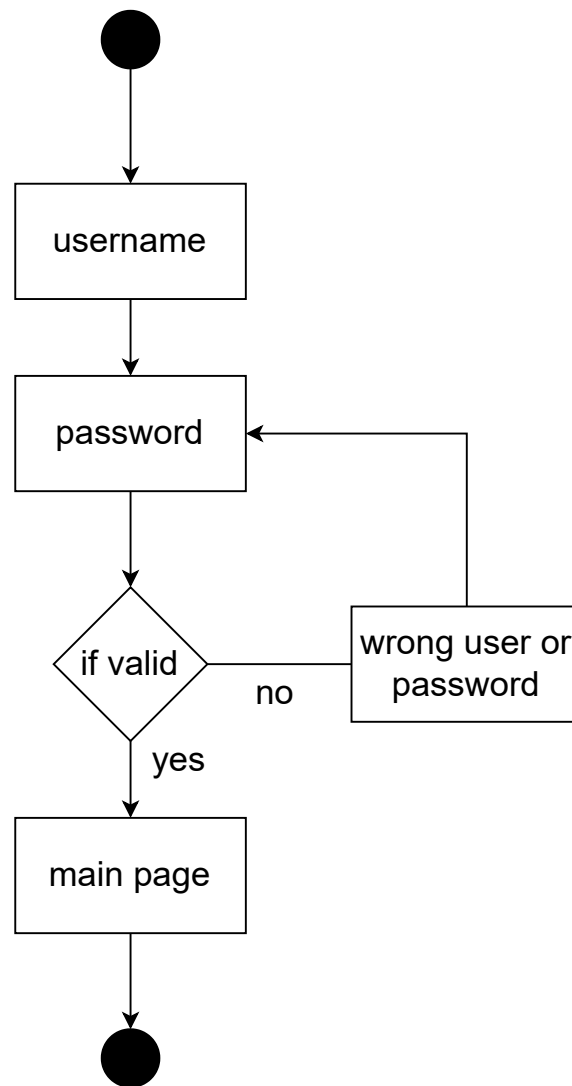 username
password
if valid
wrong user or
password
no
yes
main page